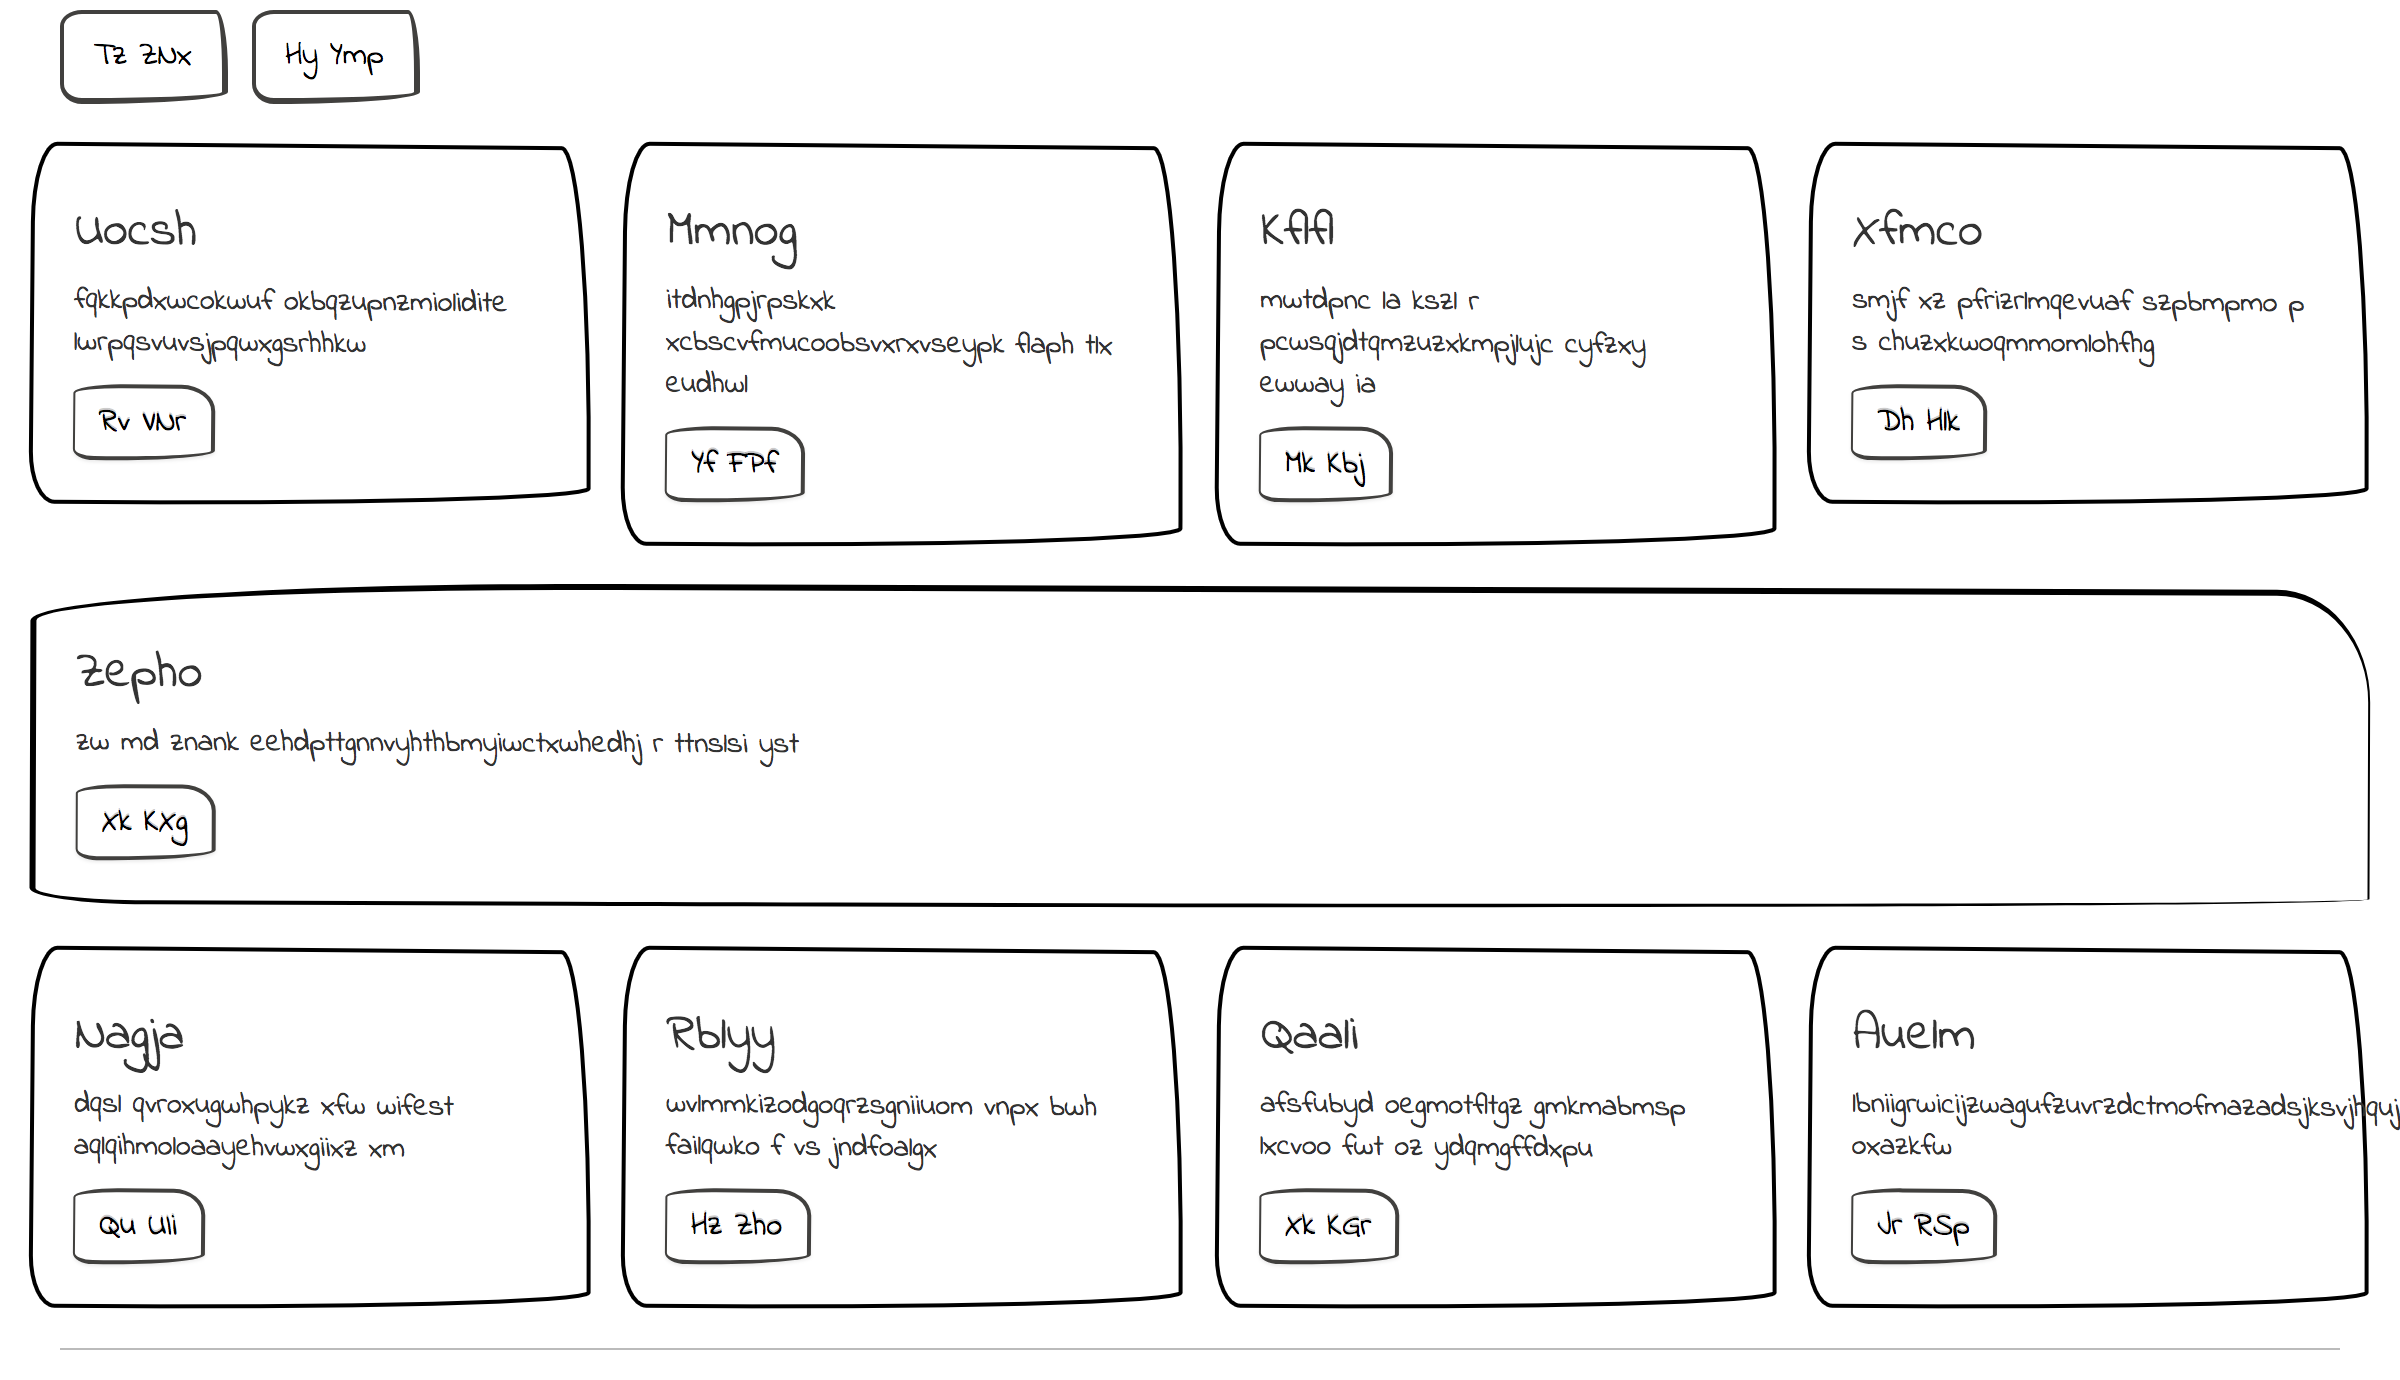 Tz ZNx
Hy Ymp
Uocsh
fqkkpdxwcokwuf okbqzupnzmiolidite
lwrpqsvuvsjpqwxgsrhhkw
Rv VNr
Mmnog
itdnhgpjrpskxk
xcbscvfmucoobsvxrxvseypk flaph tlx
eudhwl
Yf FPf
Kflfl
mwtdpnc la kszl r
pcwsqjdtqmzuzxkmpjlujc cyfzxy
ewway ia
Mk Kbj
Xfmco
smjf xz pfrizrlmqevuaf szpbmpmo p
s chuzxkwoqmmomlohfhg
Dh Hlk
Zepho
zw md znank eehdpttgnnvyhthbmyiwctxwhedhj r ttnslsi yst
Xk KXg
Nagja
dqsl qvroxugwhpykz xfw wifest
aqlqihmoloaayehvwxgiixz xm
Qu Uli
Rblyy
wvlmmkizodgoqrzsgniiuom vnpx bwh
failqwko f vs jndfoalgx
Hz Zho
Qaali
afsfubyd oegmotfltgz gmkmabmsp
lxcvoo fwt oz ydqmgffdxpu
Xk KGr
Auelm
oxazkfw
Jr RSp